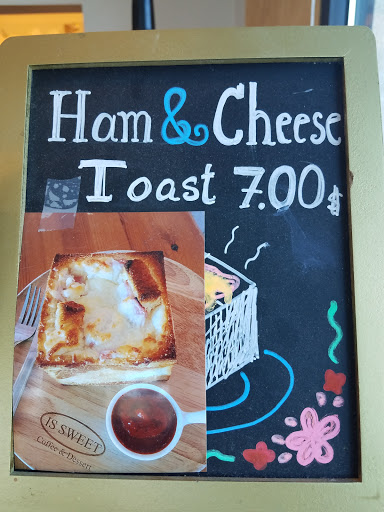 Ham & Cheese
Toast 7.00$
IS SWEET
Coffee & Dessert